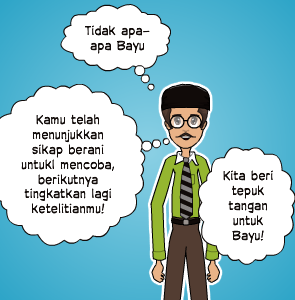 Tidak apa-
apa Bayu
Kamu telah
menunjukkan
sikap berani
untukl mencoba,
berikutnya
tingkatkan lagi
ketelitianmu!
Kita beri
tepuk
tangan
untuk
Bayu!